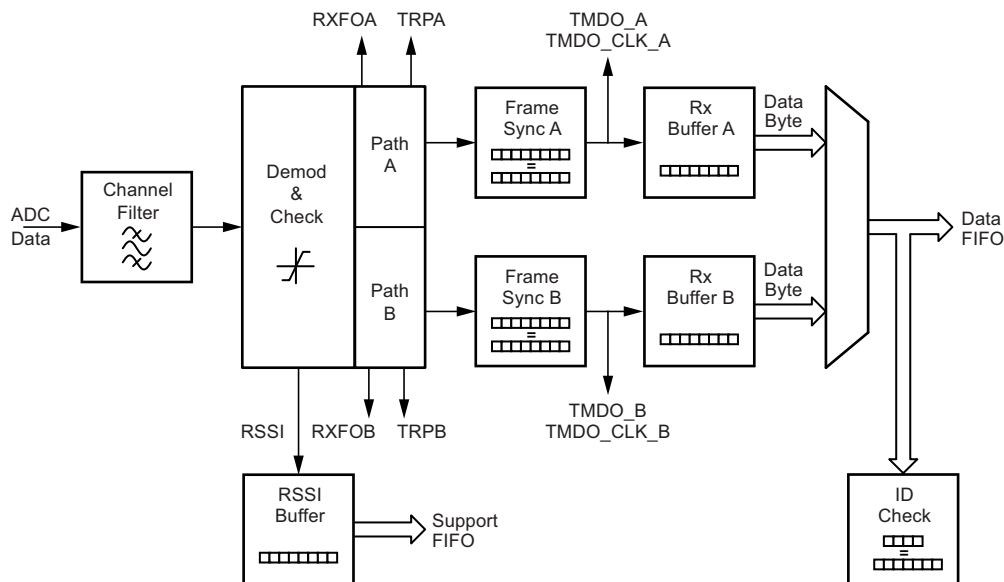 RXFOA
TRPA
TMDO_A
TMDO_CLK_A
ADC
Data
Channel
Filter
Demod
&
Check
Path
A
Path
B
Frame
Sync A
=
Rx
Buffer A
Data
Byte
Frame
Sync B
=
Rx
Buffer B
Data
Byte
Data
FIFO
RSSI
RXFOB
TRPB
TMDO_B
TMDO_CLK_B
RSSI
Buffer
Support
FIFO
ID
Check
=